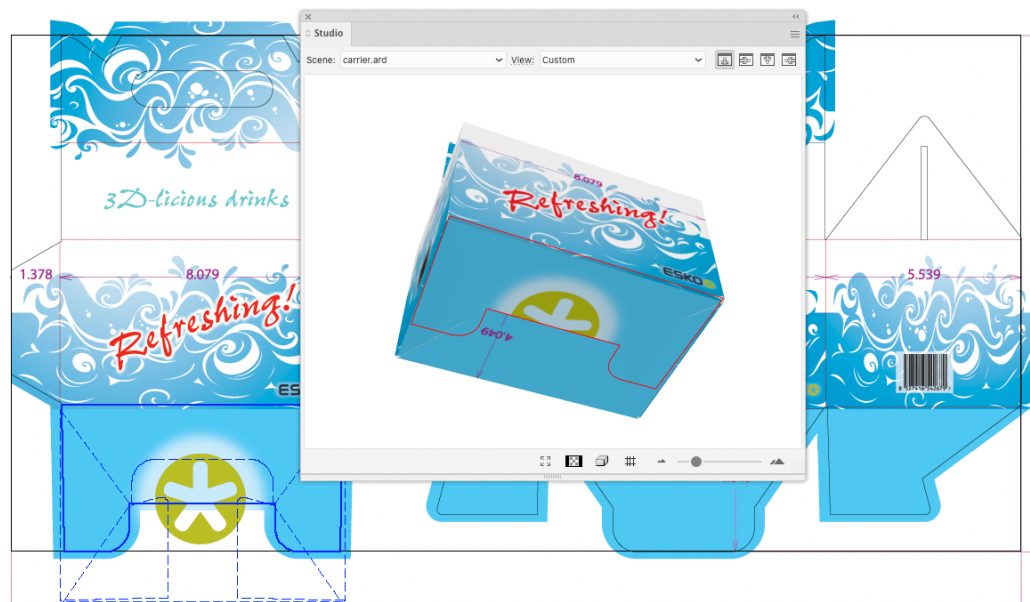 Studio
Scene: carrier.ard
View: Custom
8.079
Refreshing!
ESKO
4.049
3D-licious drinks
1.378
8.079
Refreshing!
ES
5.539